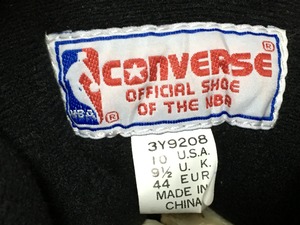 CONVERSE ®
OFFICIAL SHOE
OF THE NBA
NBA ®
3Y9208
10 U.S.A.
9½ U. K.
44 EUR
MADE IN
CHINA